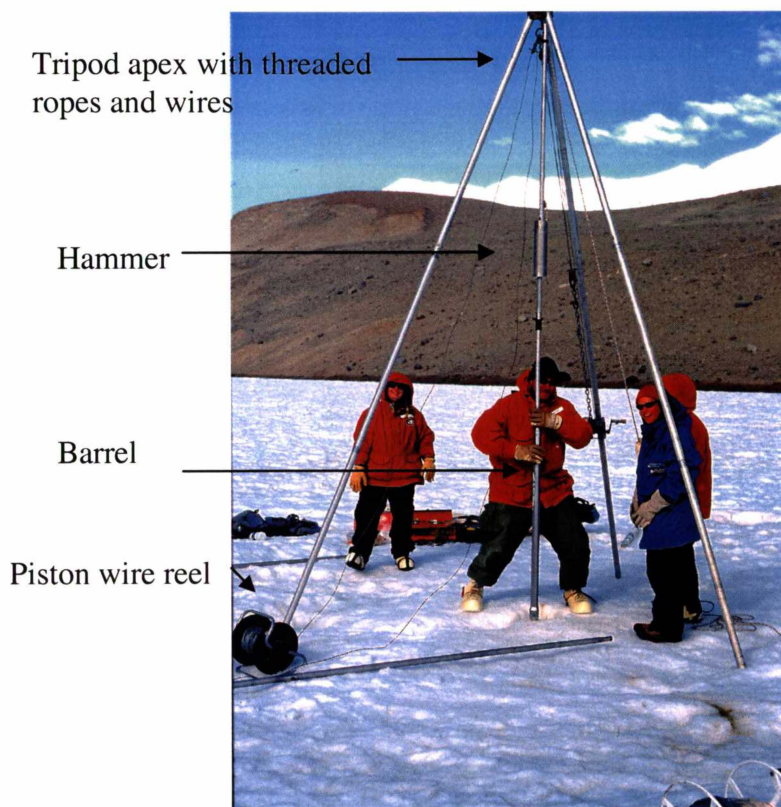 Tripod apex with threaded
ropes and wires
Hammer
Barrel
Piston wire reel